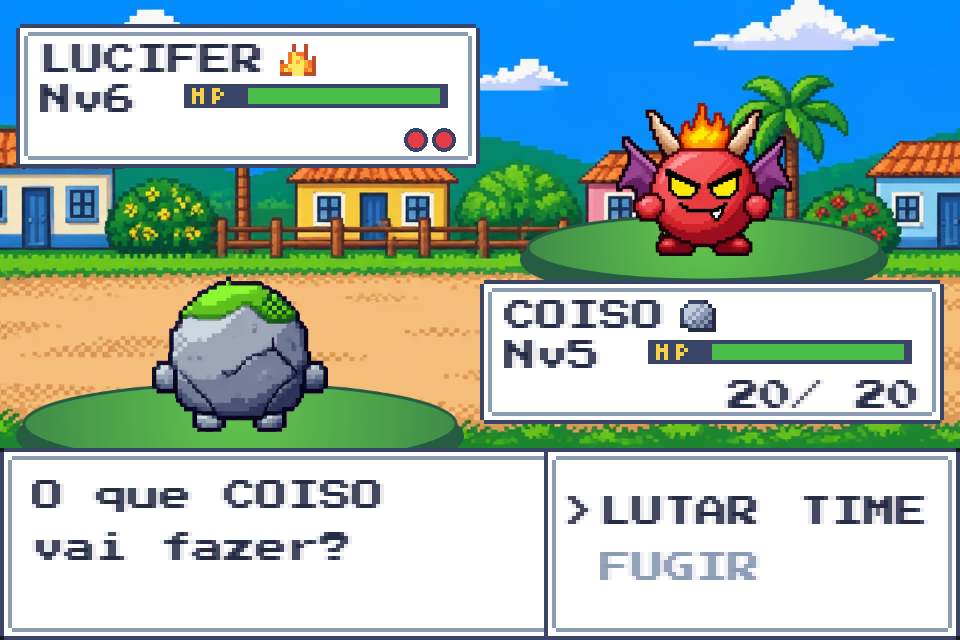 LUCIFER
Nv6 HP
COISO
Nv5 HP
20/ 20
O que COISO
vai fazer?
>LUTAR TIME
FUGIR